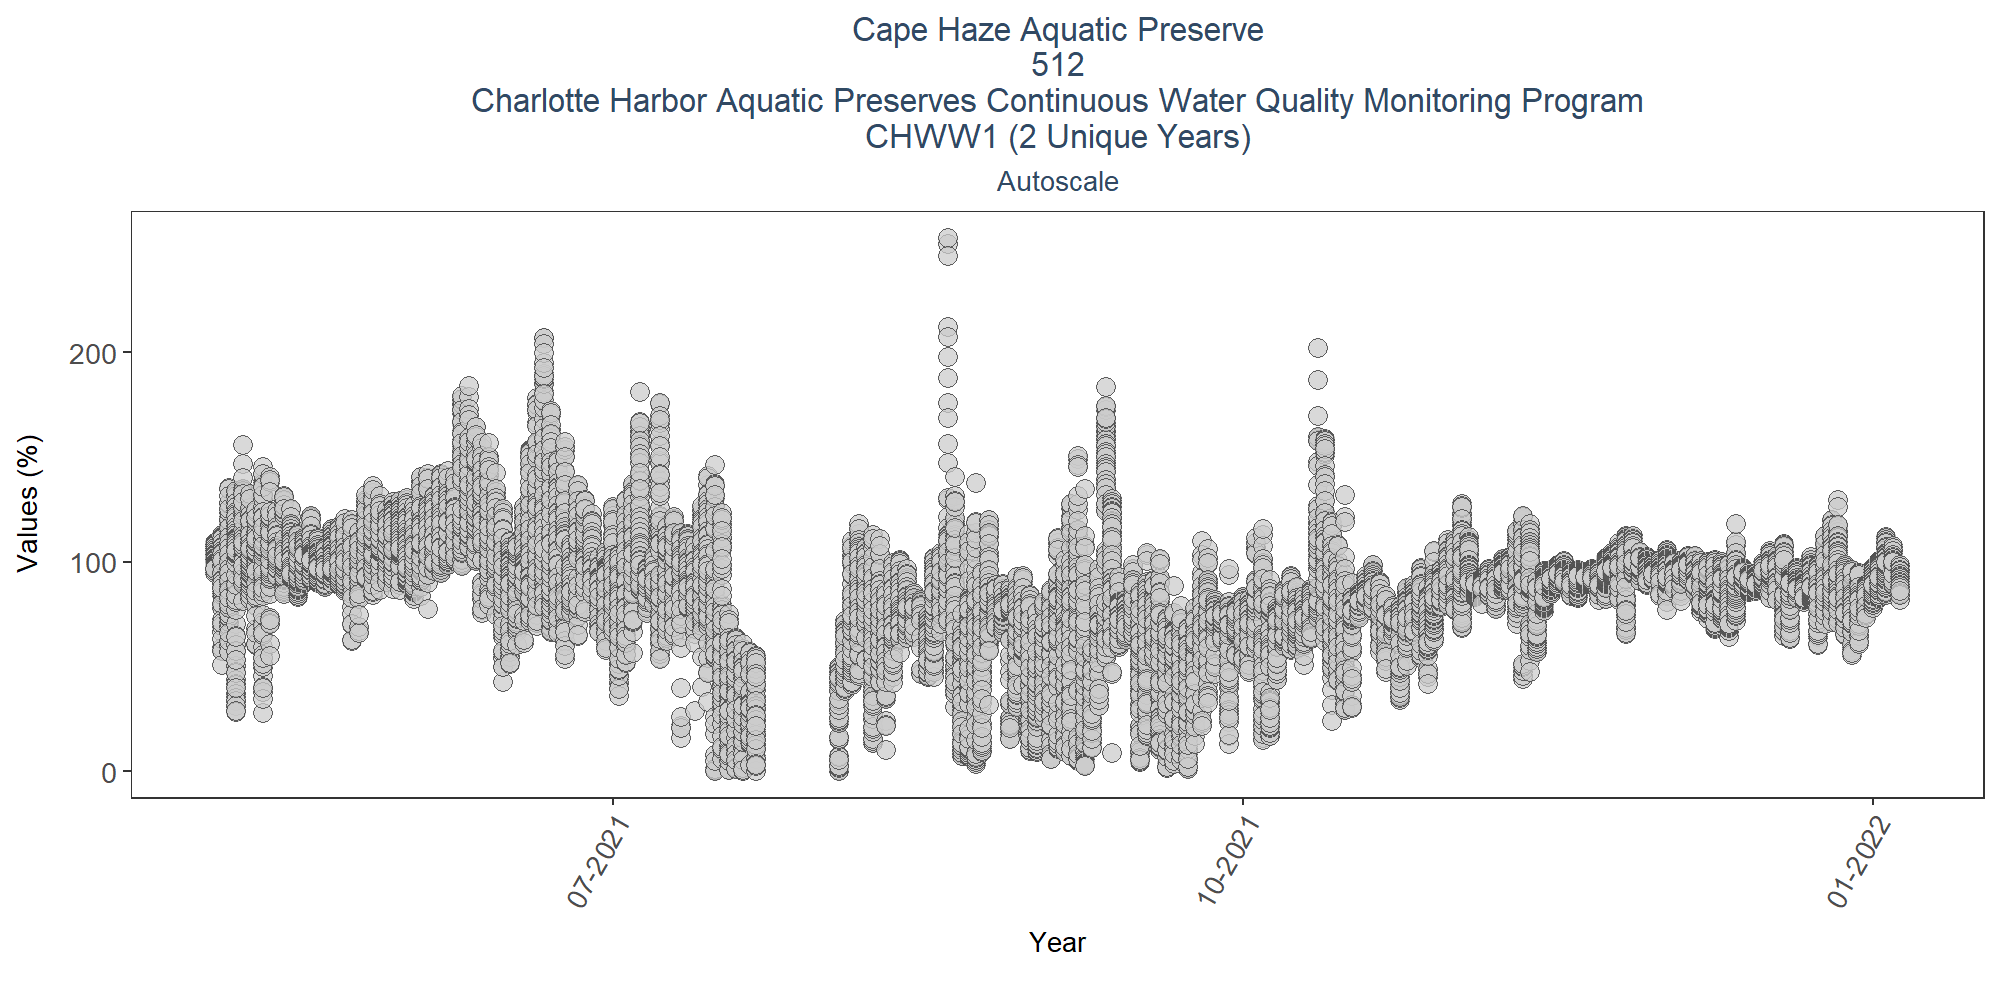 Cape Haze Aquatic Preserve
512
Charlotte Harbor Aquatic Preserves Continuous Water Quality Monitoring Program
CHWW1 (2 Unique Years)
Autoscale
Values (%)
200
100
0
07-2021
10-2021
01-2022
Year